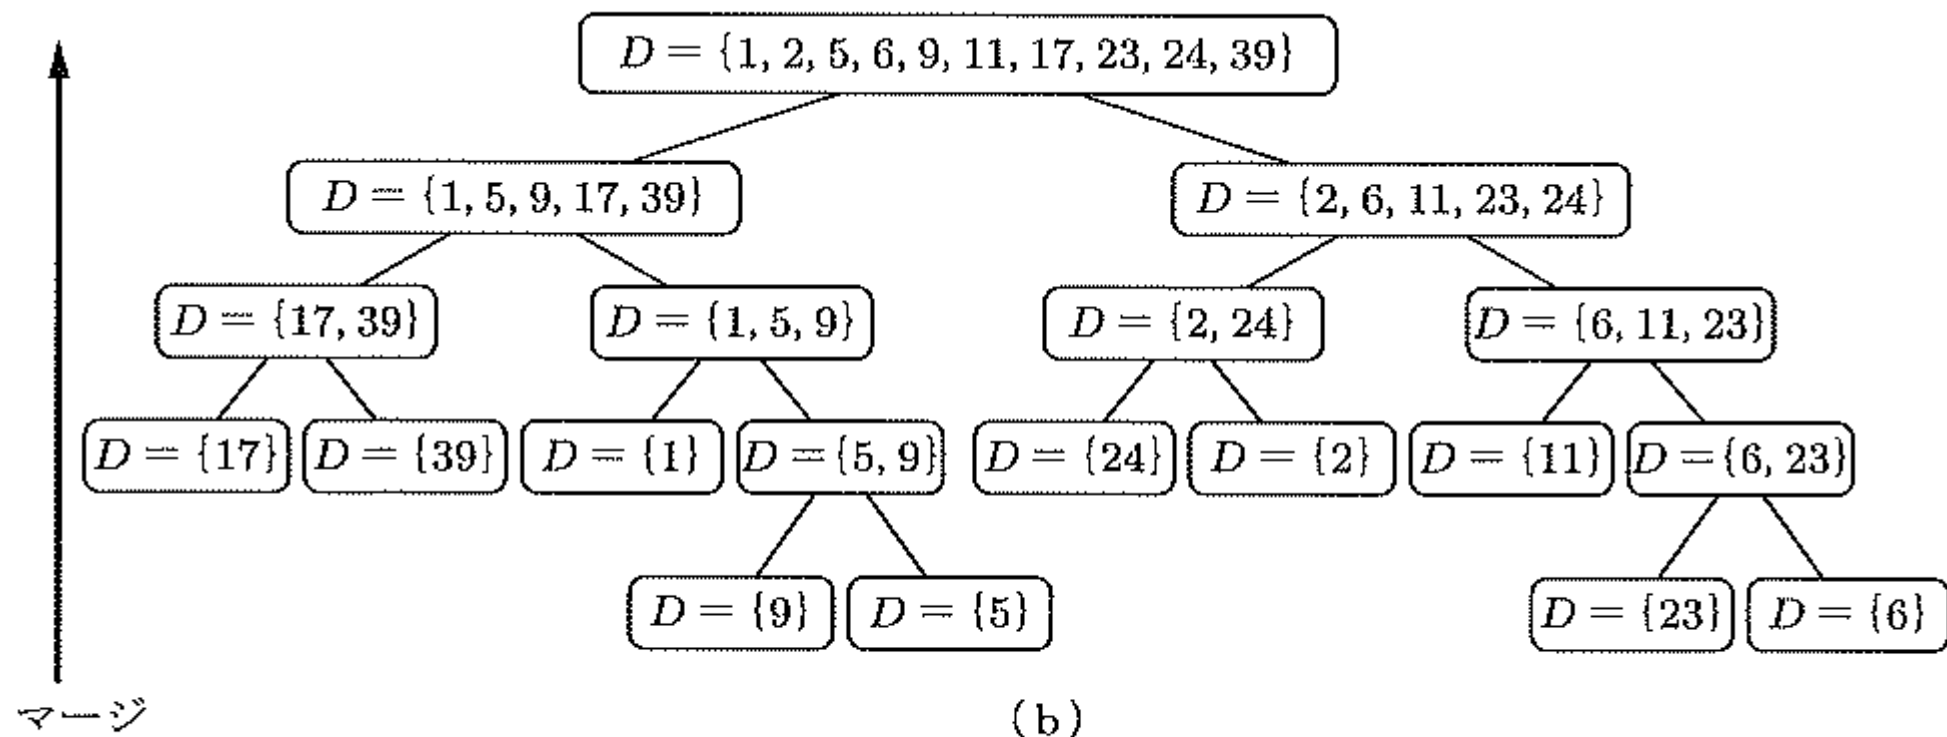 D = {1, 2, 5, 6, 9, 11, 17, 23, 24, 39}
D = {1, 5, 9, 17, 39}
D = {2, 6, 11, 23, 24}
D = {17, 39}
D = {1, 5, 9}
D = {2, 24}
D = {6, 11, 23}
D = {17}
D = {39}
D = {1}
D = {5, 9}
D = {24}
D = {2}
D = {11}
D = {6, 23}
D = {9}
D = {5}
D = {23}
D = {6}
マージ
(b)